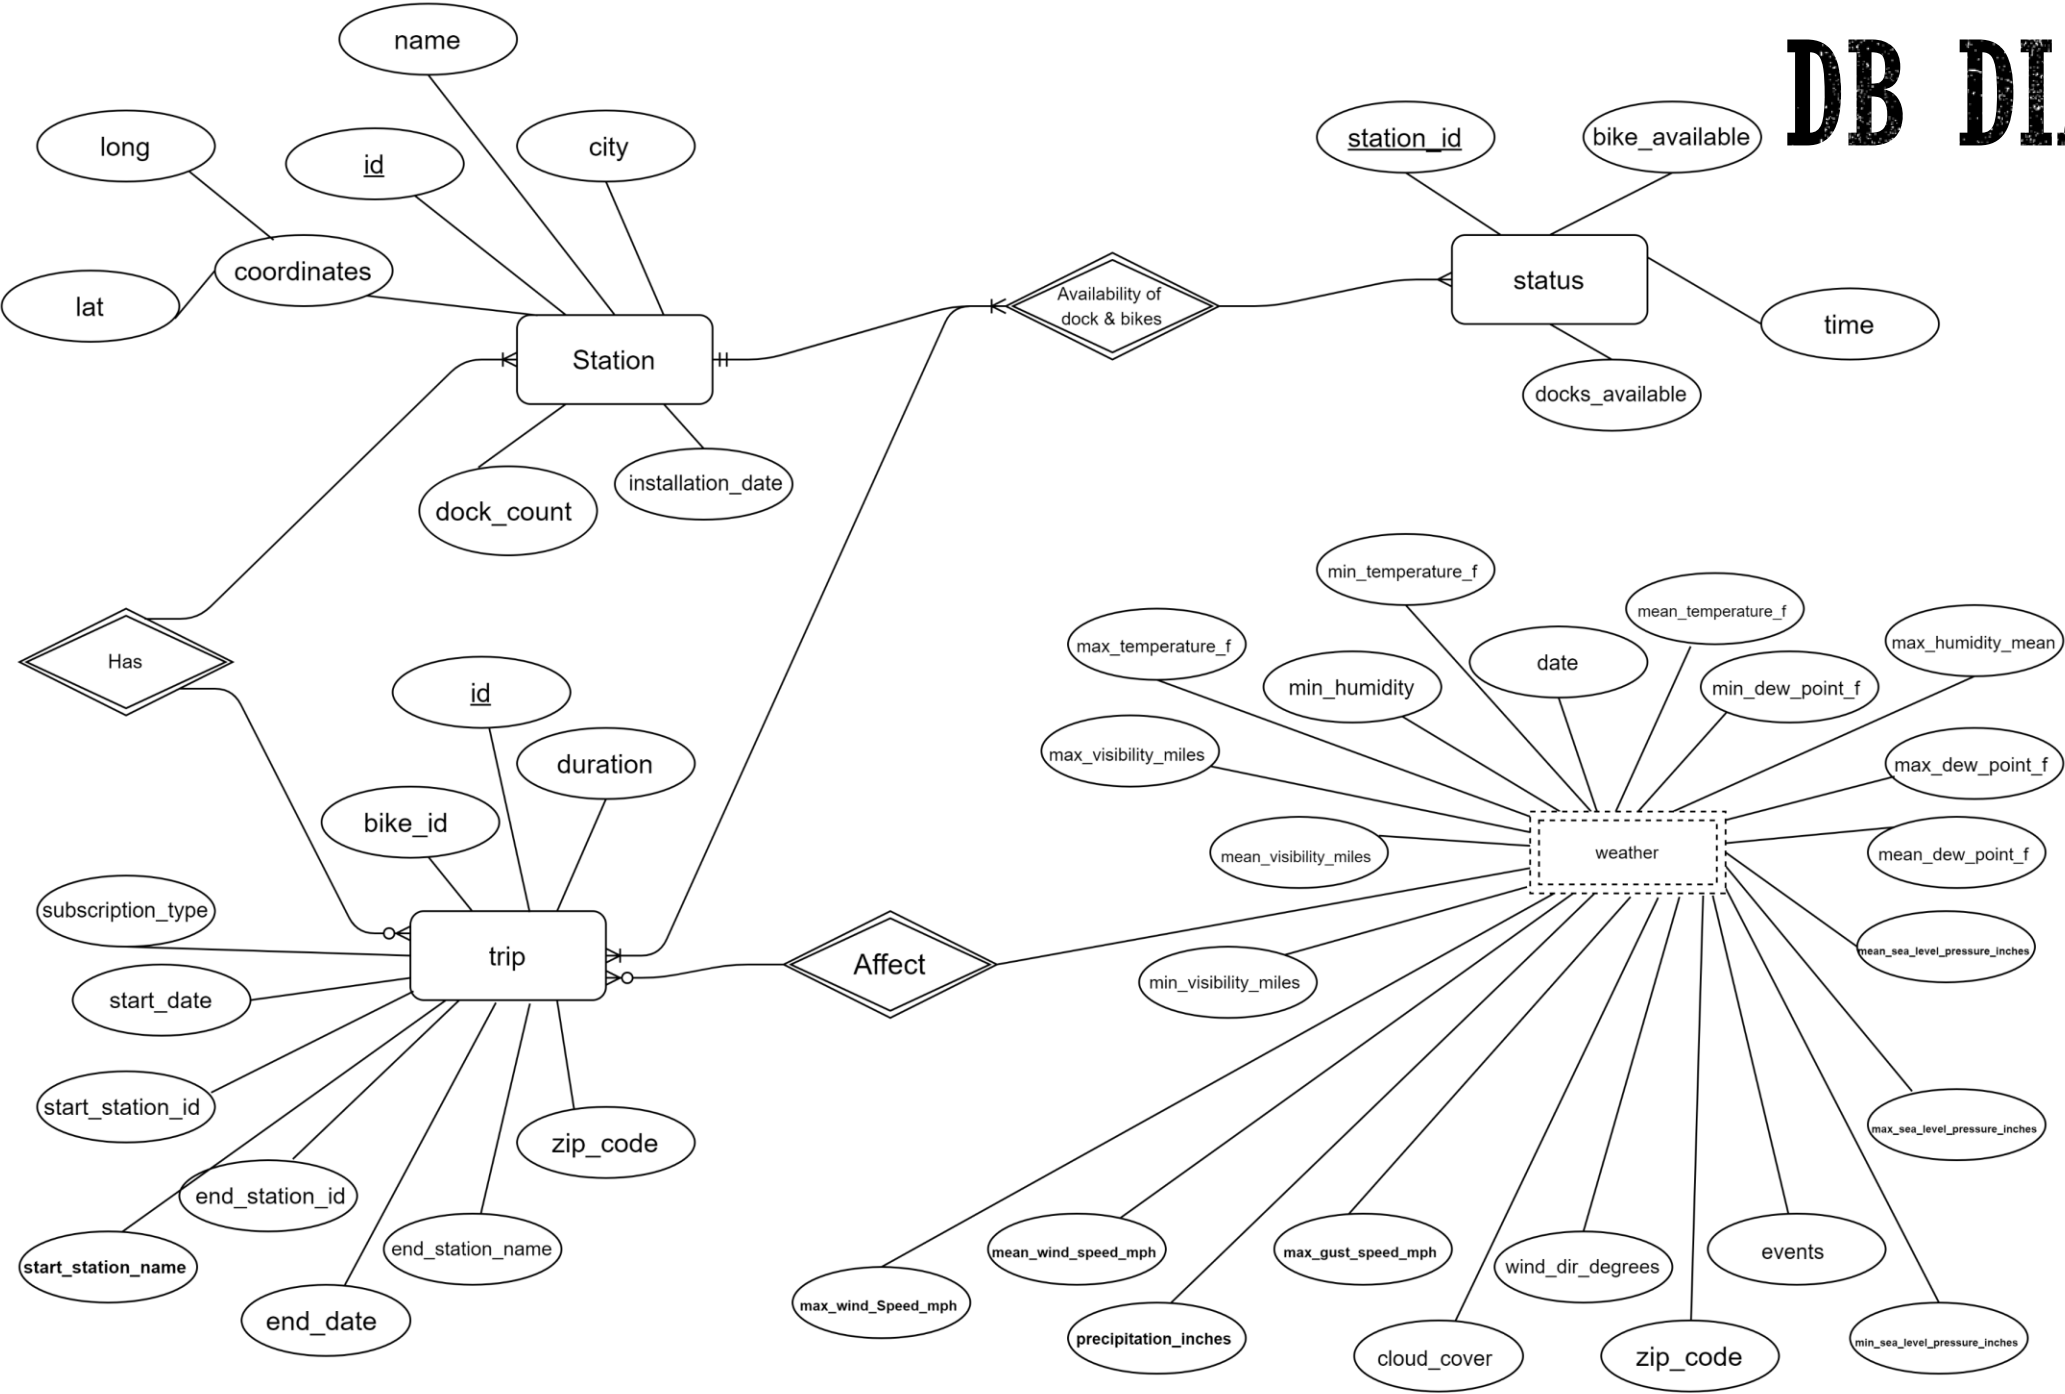 name
DB DI
long
id
city
station_id
bike_available
coordinates
lat
Availability of
dock & bikes
status
time
Station
docks_available
installation_date
dock_count
min_temperature_f
mean_temperature_f
max_temperature_f
date
max_humidity_mean
min_humidity
min_dew_point_f
Has
id
duration
max_visibility_miles
max_dew_point_f
bike_id
mean_visibility_miles
weather
mean_dew_point_f
subscription_type
trip
Affect
mean_sea_level_pressure_inches
start_date
min_visibility_miles
start_station_id
zip_code
max_sea_level_pressure_inches
end_station_id
start_station_name
end_station_name
mean_wind_speed_mph
max_gust_speed_mph
wind_dir_degrees
events
end_date
max_wind_Speed_mph
precipitation_inches
cloud_cover
zip_code
min_sea_level_pressure_inches